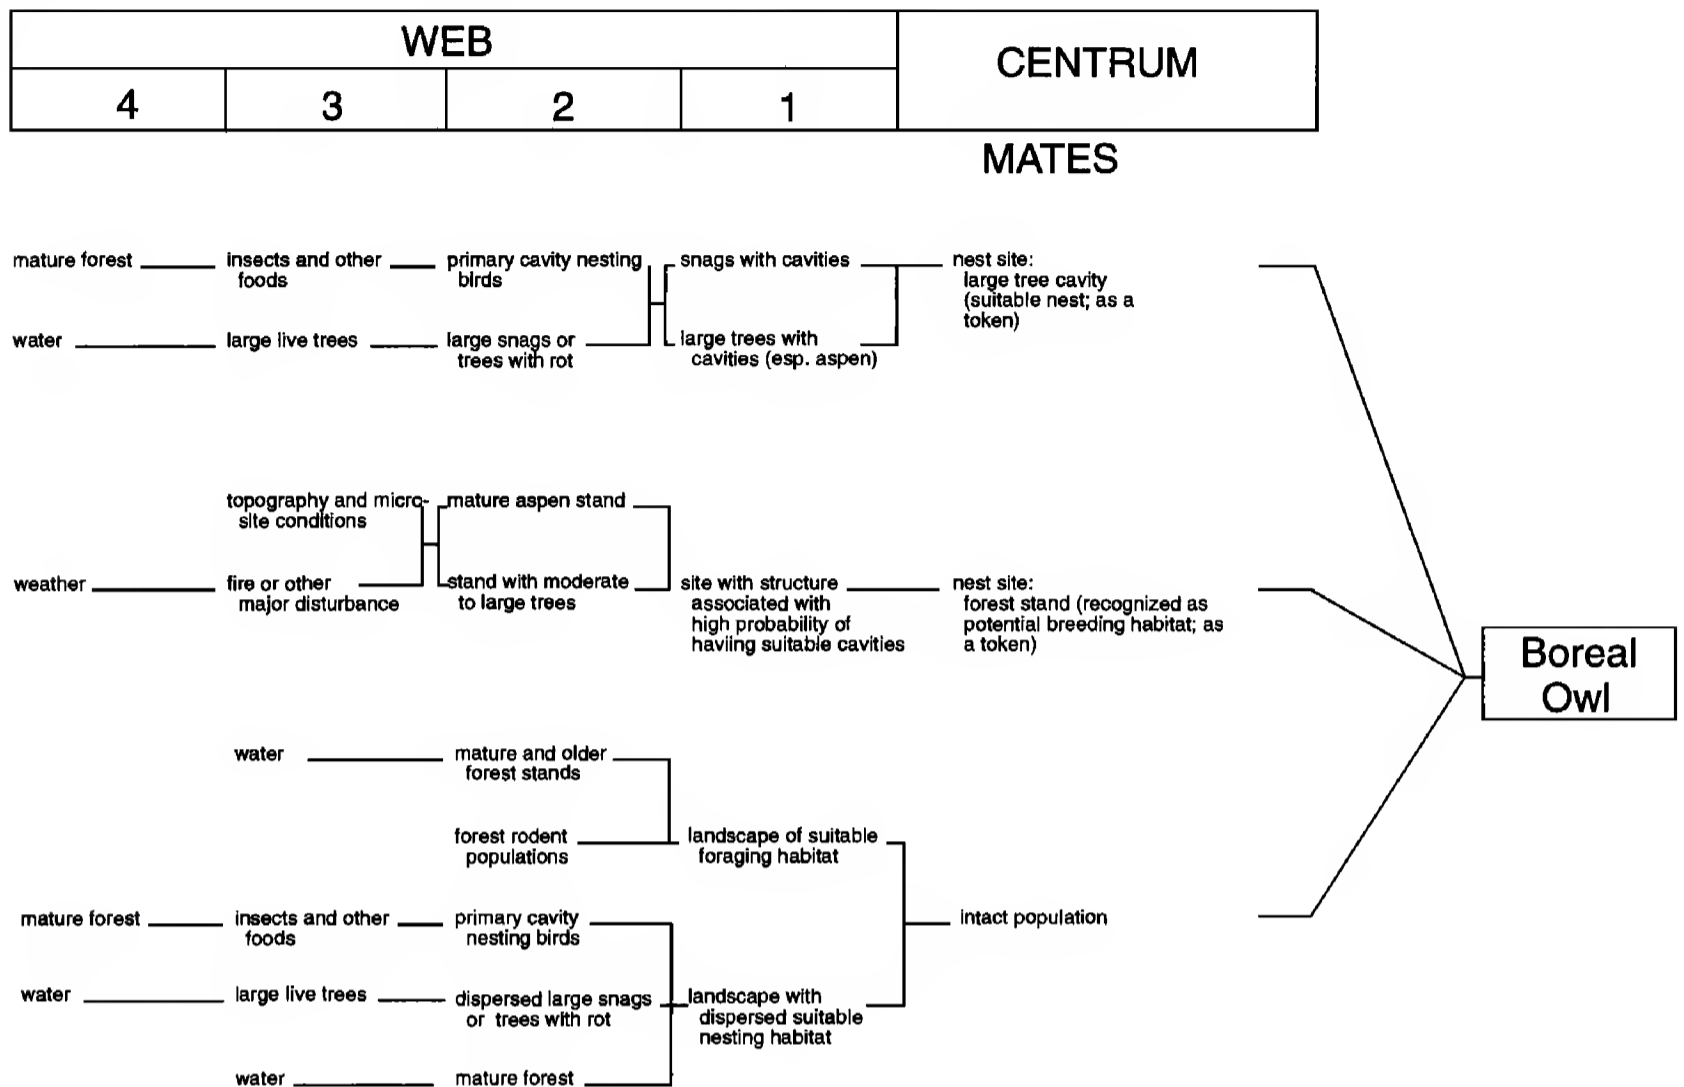 WEB
CENTRUM
4 3 2 1
MATES
mature forest insects and other primary cavity nesting snags with cavities nest site:
foods birds large tree cavity
(suitable nest; as a
token)
water large live trees large snags or large trees with
trees with rot cavities (esp. aspen)
topography and micro- mature aspen stand
site conditions
weather fire or other stand with moderate site with structure nest site:
major disturbance to large trees associated with forest stand (recognized as
high probability of potential breeding habitat; as
haviing suitable cavities a token)
Boreal
Owl
water mature and older
forest stands
forest rodent landscape of suitable
populations foraging habitat
mature forest insects and other primary cavity intact population
foods nesting birds
water large live trees dispersed large snags landscape with
or trees with rot dispersed suitable
nesting habitat
water mature forest